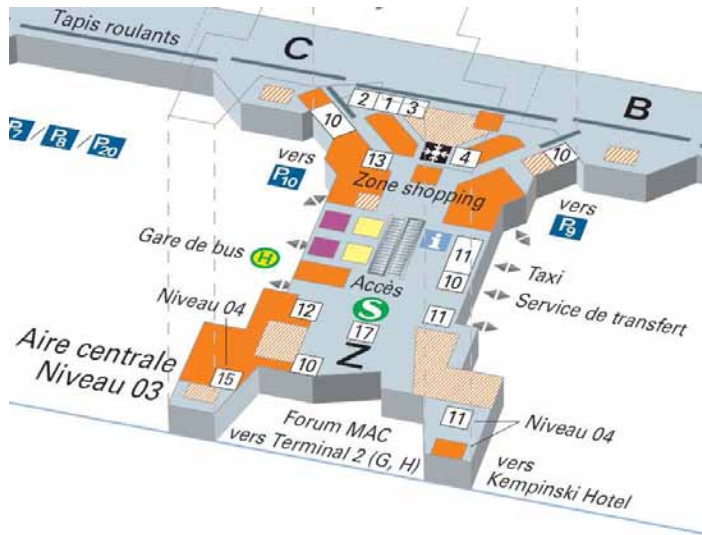 Tapis roulants
C
B
2 1 3
10
4
10
P7 / P8 / P20
vers
P10
13
Zone shopping
vers
P9
Gare de bus H
i
11
Taxi
10
Accès
S
Service de transfert
Niveau 04
12
11
17
Z
Aire centrale
Niveau 03
15
10
Forum MAC
vers Terminal 2 (G, H)
11
Niveau 04
vers
Kempinski Hotel